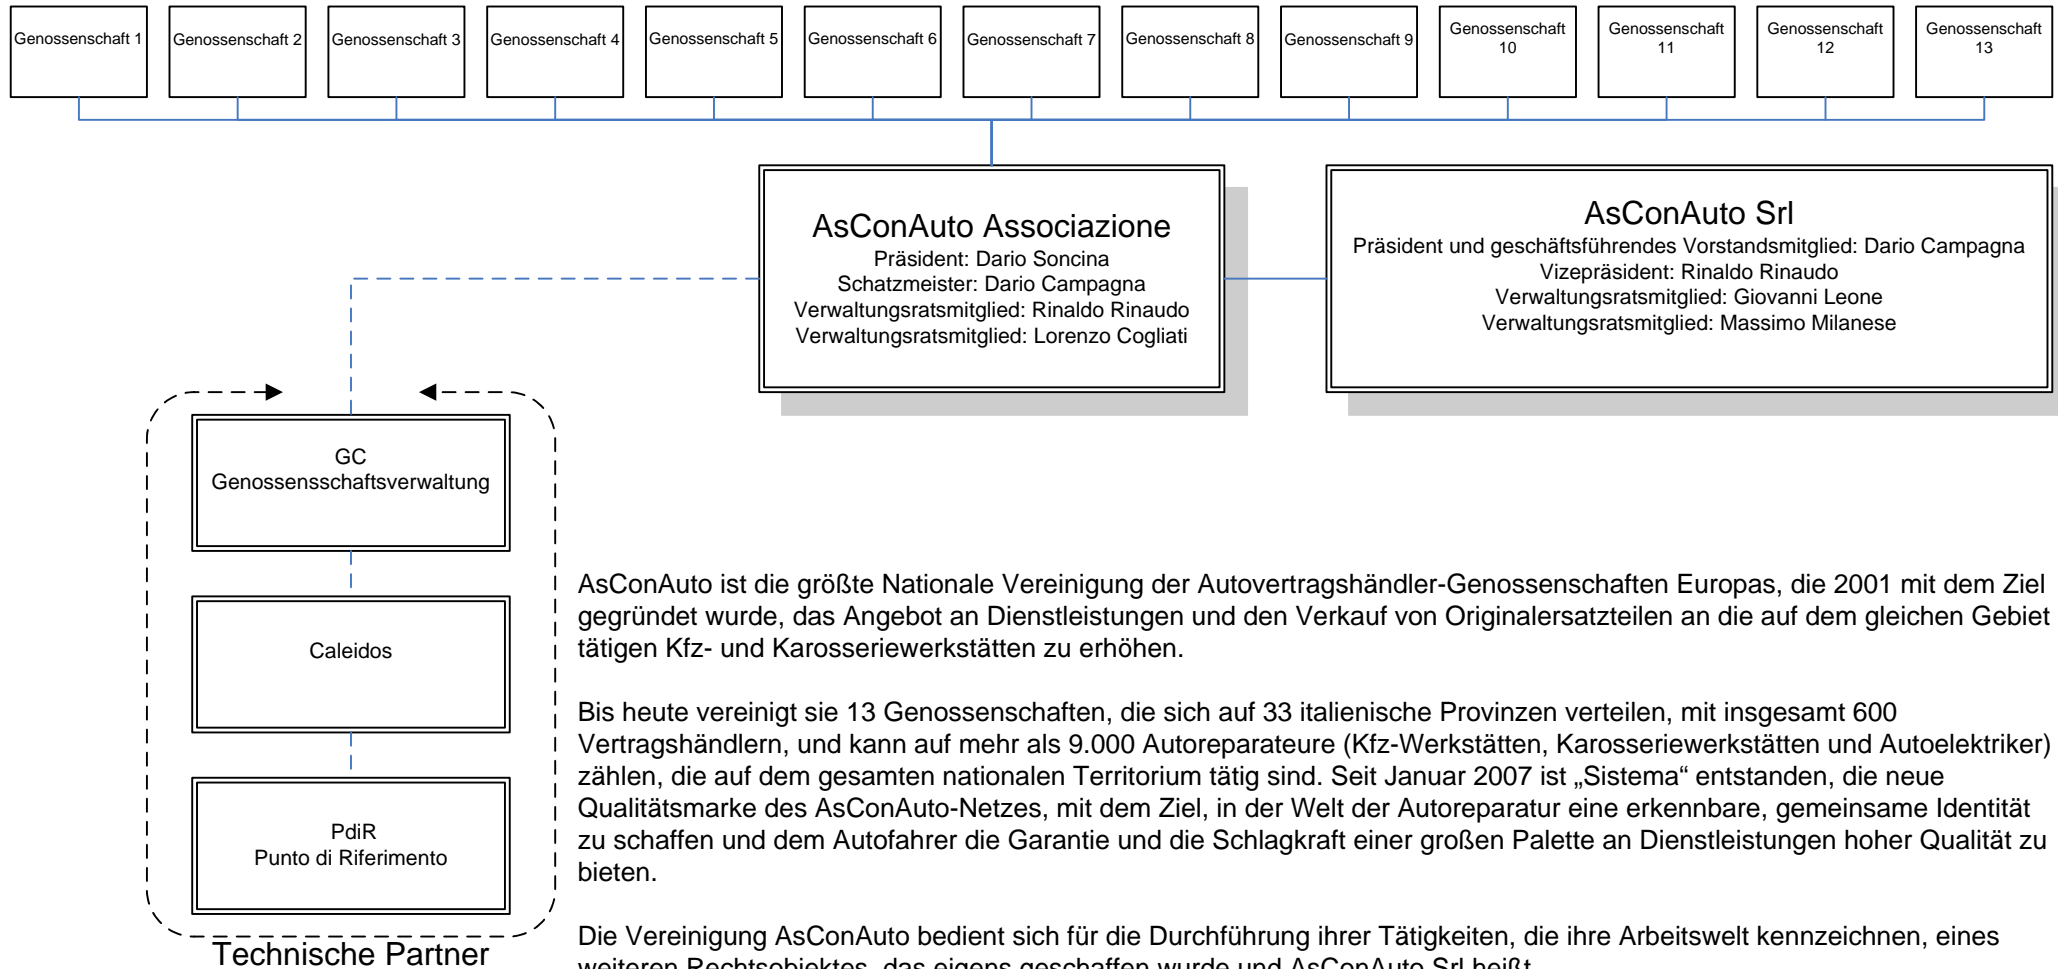 Genossenschaft 1
Genossenschaft 2
Genossenschaft 3
Genossenschaft 4
Genossenschaft 5
Genossenschaft 6
Genossenschaft 7
Genossenschaft 8
Genossenschaft 9
Genossenschaft
10
Genossenschaft
11
Genossenschaft
12
Genossenschaft
13
AsConAuto Associazione
Präsident: Dario Soncina
Schatzmeister: Dario Campagna
Verwaltungsratsmitglied: Rinaldo Rinaudo
Verwaltungsratsmitglied: Lorenzo Cogliati
AsConAuto Srl
Präsident und geschäftsführendes Vorstandsmitglied: Dario Campagna
Vizepräsident: Rinaldo Rinaudo
Verwaltungsratsmitglied: Giovanni Leone
Verwaltungsratsmitglied: Massimo Milanese
GC
Genossensschaftsverwaltung
Caleidos
PdiR
Punto di Riferimento
Technische Partner
AsConAuto ist die größte Nationale Vereinigung der Autovertragshändler-Genossenschaften Europas, die 2001 mit dem Ziel
gegründet wurde, das Angebot an Dienstleistungen und den Verkauf von Originalersatzteilen an die auf dem gleichen Gebiet
tätigen Kfz- und Karosseriewerkstätten zu erhöhen.
Bis heute vereinigt sie 13 Genossenschaften, die sich auf 33 italienische Provinzen verteilen, mit insgesamt 600
Vertragshändlern, und kann auf mehr als 9.000 Autoreparateure (Kfz-Werkstätten, Karosseriewerkstätten und Autoelektriker)
zählen, die auf dem gesamten nationalen Territorium tätig sind. Seit Januar 2007 ist „Sistema“ entstanden, die neue
Qualitätsmarke des AsConAuto-Netzes, mit dem Ziel, in der Welt der Autoreparatur eine erkennbare, gemeinsame Identität
zu schaffen und dem Autofahrer die Garantie und die Schlagkraft einer großen Palette an Dienstleistungen hoher Qualität zu
bieten.
Die Vereinigung AsConAuto bedient sich für die Durchführung ihrer Tätigkeiten, die ihre Arbeitswelt kennzeichnen, eines
weiteren Rechtsobjektes, das eigens geschaffen wurde und AsConAuto Srl heißt.